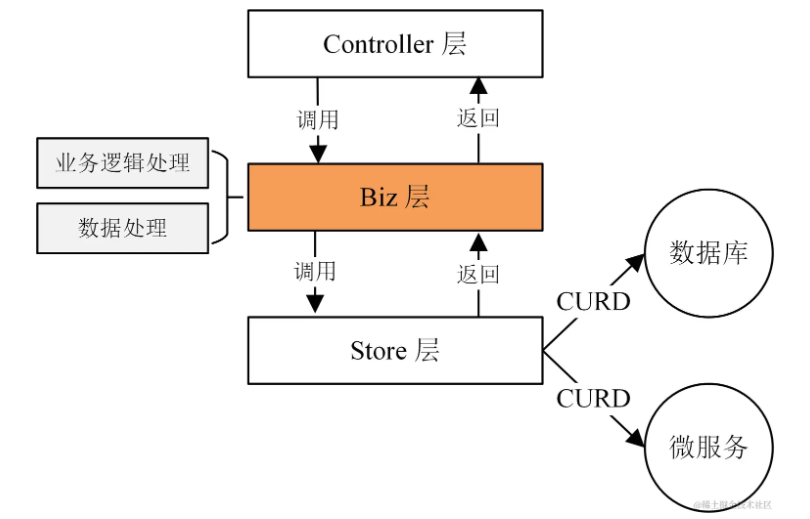 Controller 层
调用
返回
业务逻辑处理
Biz 层
数据处理
调用
返回
数据库
CURD
Store 层
CURD
微服务
@稀土掘金技术社区